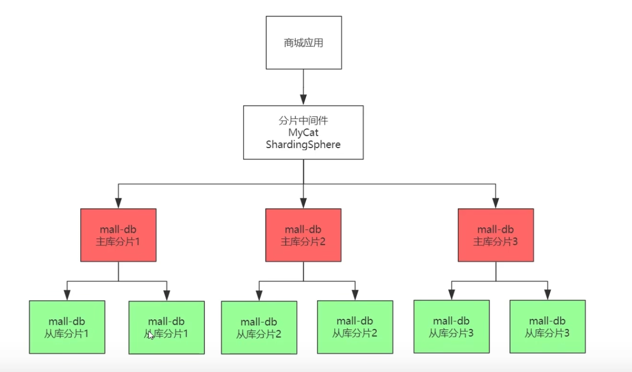 商城应用
分片中间件
MyCat
ShardingSphere
mall-db
主库分片1
mall-db
主库分片2
mall-db
主库分片3
mall-db
从库分片1
mall-db
从库分片1
mall-db
从库分片2
mall-db
从库分片2
mall-db
从库分片3
mall-db
从库分片3